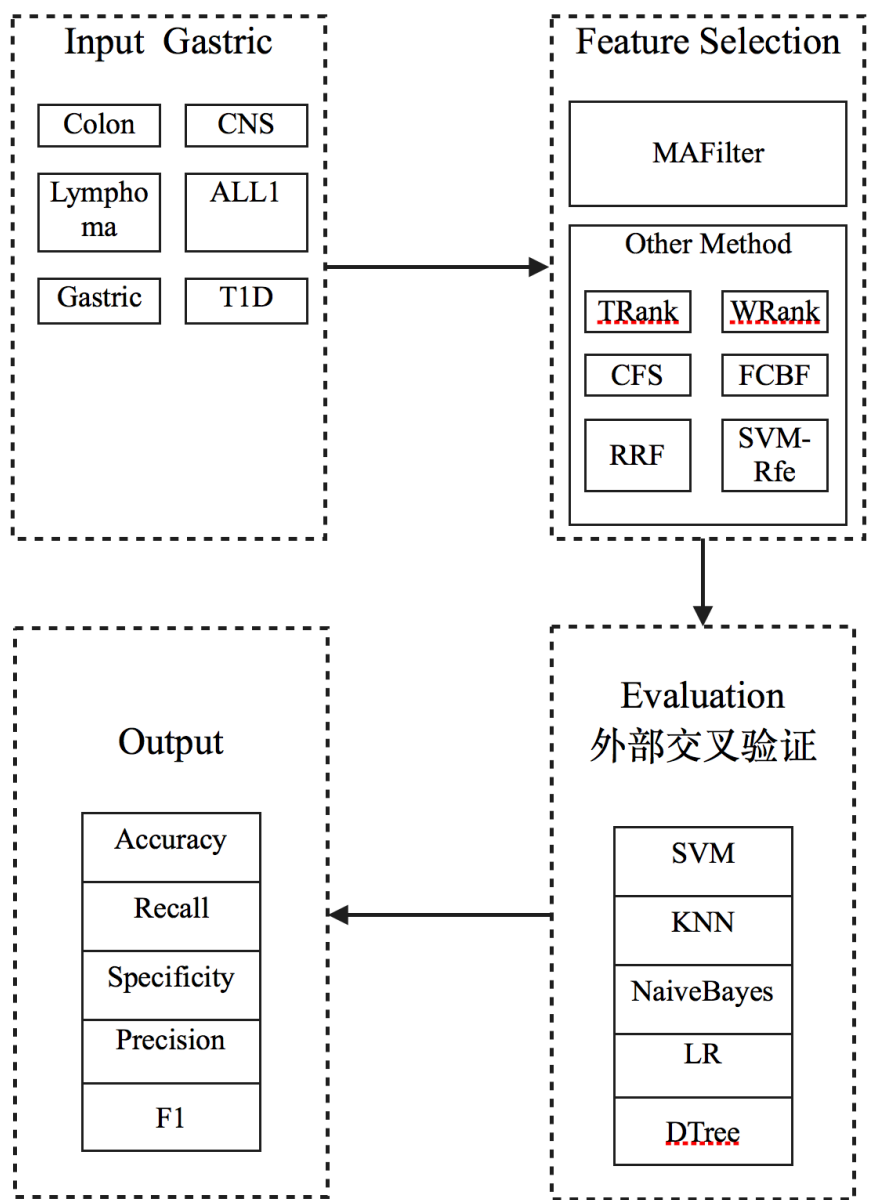 Input Gastric
Colon
CNS
Lympho
ma
ALL1
Gastric
T1D
Feature Selection
MAFilter
Other Method
TRank
WRank
CFS
FCBF
RRF
SVM-
Rfe
Evaluation
外部交叉验证
SVM
KNN
NaiveBayes
LR
DTree
Output
Accuracy
Recall
Specificity
Precision
F1